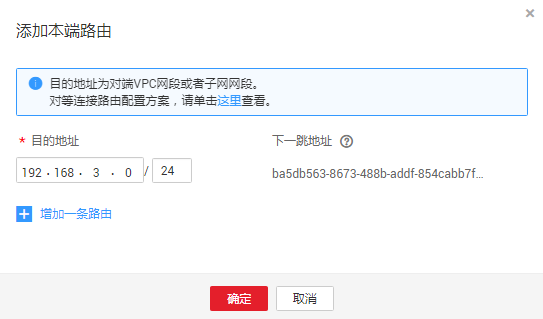 添加本端路由
目的地址为对端VPC网段或者子网网段。
对等连接路由配置方案，请单击这里查看。
* 目的地址
下一跳地址 ?
192 . 168 . 3 . 0 / 24
ba5db563-8673-488b-addf-854cabb7f...
增加一条路由
确定
取消